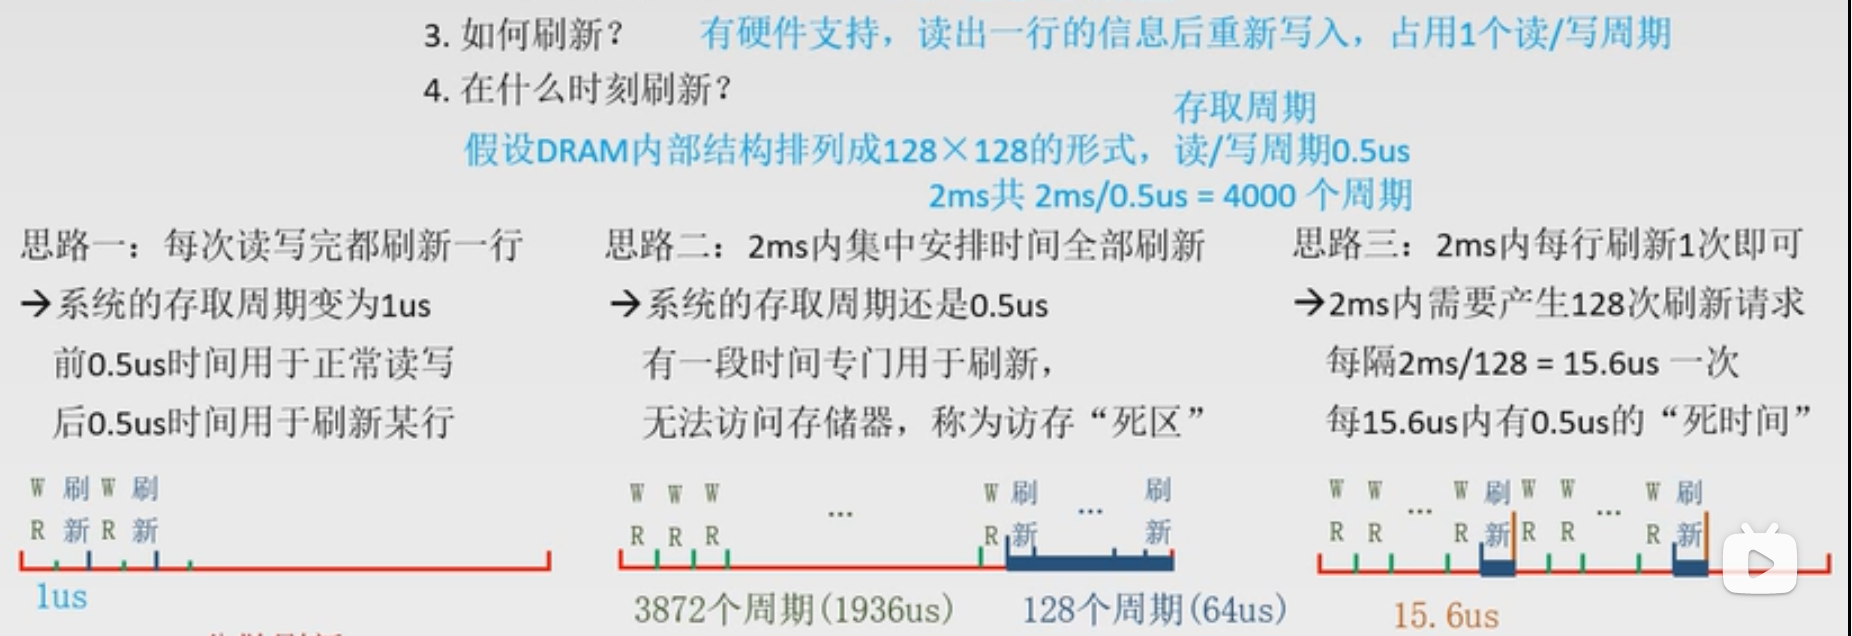 3. 如何刷新？ 有硬件支持，读出一行的信息后重新写入，占用1个读/写周期
4. 在什么时刻刷新？
存取周期
假设DRAM内部结构排列成128×128的形式，读/写周期0.5us
2ms共 2ms/0.5us = 4000 个周期
思路一：每次读写完都刷新一行
→系统的存取周期变为1us
前0.5us时间用于正常读写
后0.5us时间用于刷新某行
W 刷 W 刷
R 新 R 新
1us
思路二：2ms内集中安排时间全部刷新
→系统的存取周期还是0.5us
有一段时间专门用于刷新，
无法访问存储器，称为访存“死区”
W W W ... W 刷 ... 刷
R R R R 新 新
3872个周期(1936us) 128个周期(64us)
思路三：2ms内每行刷新1次即可
→2ms内需要产生128次刷新请求
每隔2ms/128 = 15.6us 一次
每15.6us内有0.5us的“死时间”
W W ... W 刷 W W ... W 刷
R R R 新 R R R 新
15.6us